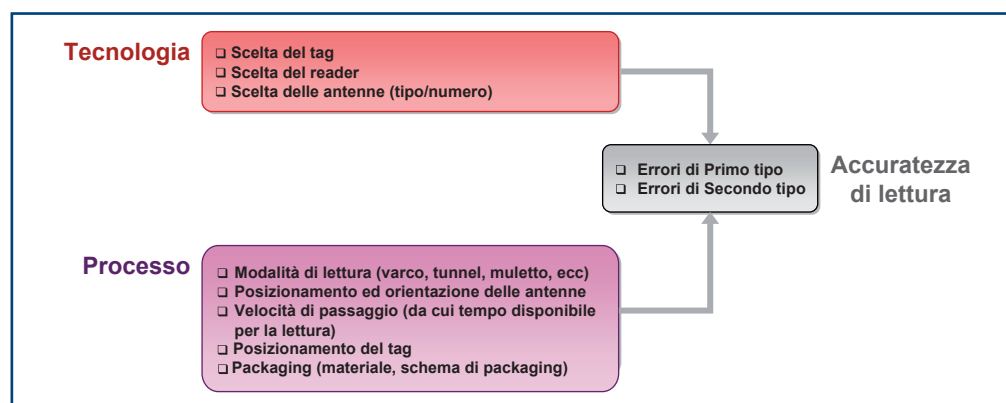 Tecnologia
❑ Scelta del tag
❑ Scelta del reader
❑ Scelta delle antenne (tipo/numero)
❑ Errori di Primo tipo
❑ Errori di Secondo tipo
Accuratezza
di lettura
Processo
❑ Modalità di lettura (varco, tunnel, muletto, ecc)
❑ Posizionamento ed orientazione delle antenne
❑ Velocità di passaggio (da cui tempo disponibile
per la lettura)
❑ Posizionamento del tag
❑ Packaging (materiale, schema di packaging)